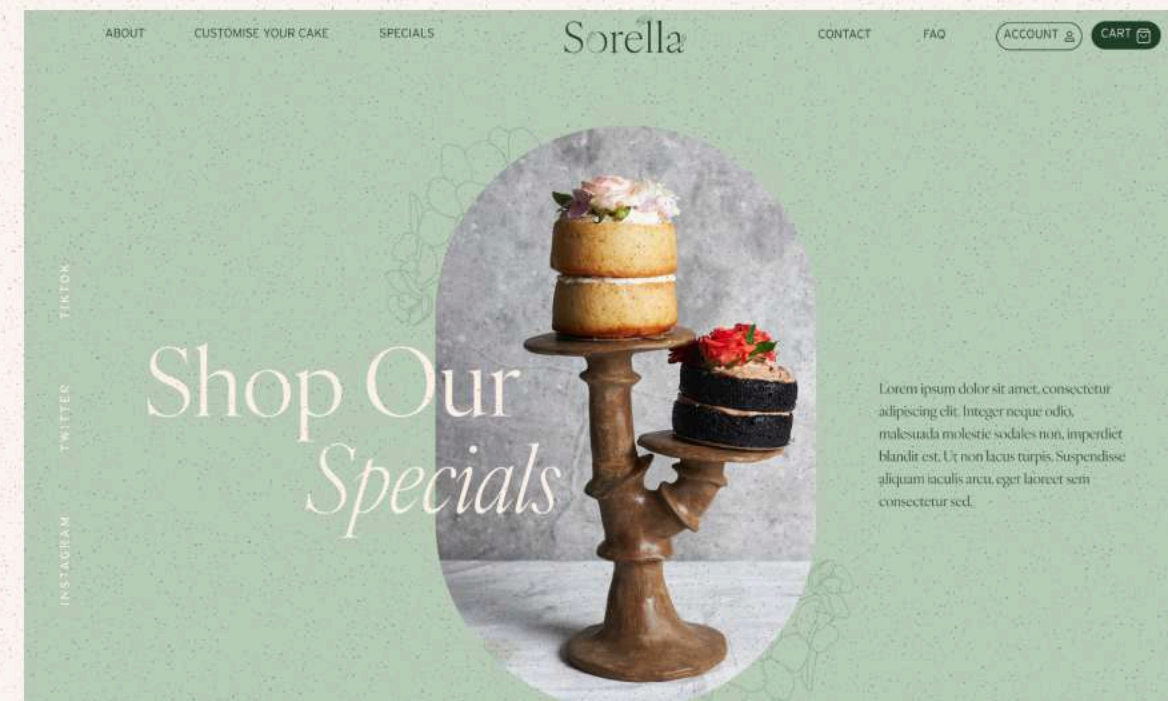 ABOUT
CUSTOMISE YOUR CAKE
SPECIALS
Sorella
CONTACT
FAQ
ACCOUNT
CART
TIKTOK
TWITTER
INSTAGRAM
Shop Our
Specials
Lorem ipsum dolor sit amet, consectetur
adipiscing elit. Integer neque odio,
malesuada molestie sodales non, imperdiet
blandit est. Ut non lacus turpis. Suspendisse
aliquam iaculis arcu, eget laoreet sem
consectetur sed.